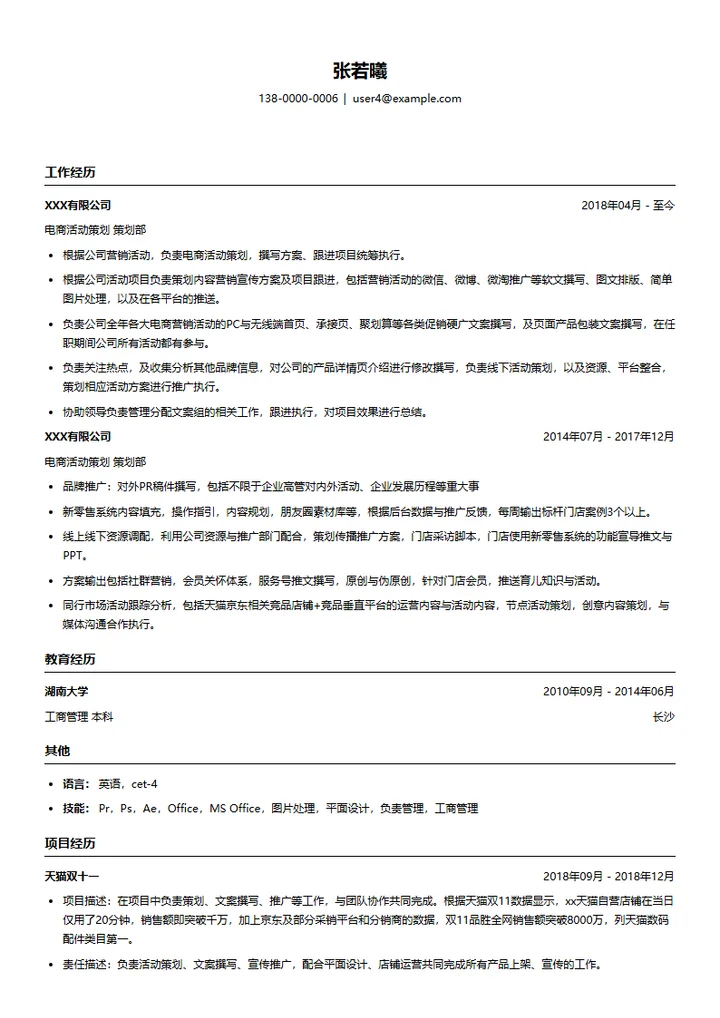 张若曦
138-0000-0006 | user4@example.com
工作经历
XXX有限公司 2018年04月 - 至今
电商活动策划 策划部
• 根据公司营销活动，负责电商活动策划，撰写方案、跟进项目统筹执行。
• 根据公司活动项目负责策划内容营销宣传方案及项目跟进，包括营销活动的微信、微博、微淘推广等软文撰写、图文排版、简单
图片处理，以及在各平台的推送。
• 负责公司全年各大电商营销活动的PC与无线端首页、承接页、聚划算等各类促销硬广文案撰写，及页面产品包装文案撰写，在任
职期间公司所有活动都有参与。
• 负责关注热点，及收集分析其他品牌信息，对公司的产品详情页介绍进行修改撰写，负责线下活动策划，以及资源、平台整合，
策划相应活动方案进行推广执行。
• 协助领导负责管理分配文案组的相关工作，跟进执行，对项目效果进行总结。
XXX有限公司 2014年07月 - 2017年12月
电商活动策划 策划部
• 品牌推广：对外PR稿件撰写，包括不限于企业高管对内外活动、企业发展历程等重大事
• 新零售系统内容填充，操作指引，内容规划，朋友圈素材库等，根据后台数据与推广反馈，每周输出标杆门店案例3个以上。
• 线上线下资源调配，利用公司资源与推广部门配合，策划传播推广方案，门店采访脚本，门店使用新零售系统的功能宣导推文与
PPT。
• 方案输出包括社群营销，会员关怀体系，服务号推文撰写，原创与伪原创，针对门店会员，推送育儿知识与活动。
• 同行市场活动跟踪分析，包括天猫京东相关竞品店铺+竞品垂直平台的运营内容与活动内容，节点活动策划，创意内容策划，与
媒体沟通合作执行。
教育经历
湖南大学 2010年09月 - 2014年06月
工商管理 本科 长沙
其他
• 语言： 英语，cet-4
• 技能： Pr，Ps，Ae，Office，MS Office，图片处理，平面设计，负责管理，工商管理
项目经历
天猫双十一 2018年09月 - 2018年12月
• 项目描述：在项目中负责策划、文案撰写、推广等工作，与团队协作共同完成。根据天猫双11数据显示，xx天猫自营店铺在当日
仅用了20分钟，销售额即突破千万，加上京东及部分采销平台和分销商的数据，双11品胜全网销售额突破8000万，列天猫数码
配件类目第一。
• 责任描述：负责活动策划、文案撰写、宣传推广，配合平面设计、店铺运营共同完成所有产品上架、宣传的工作。